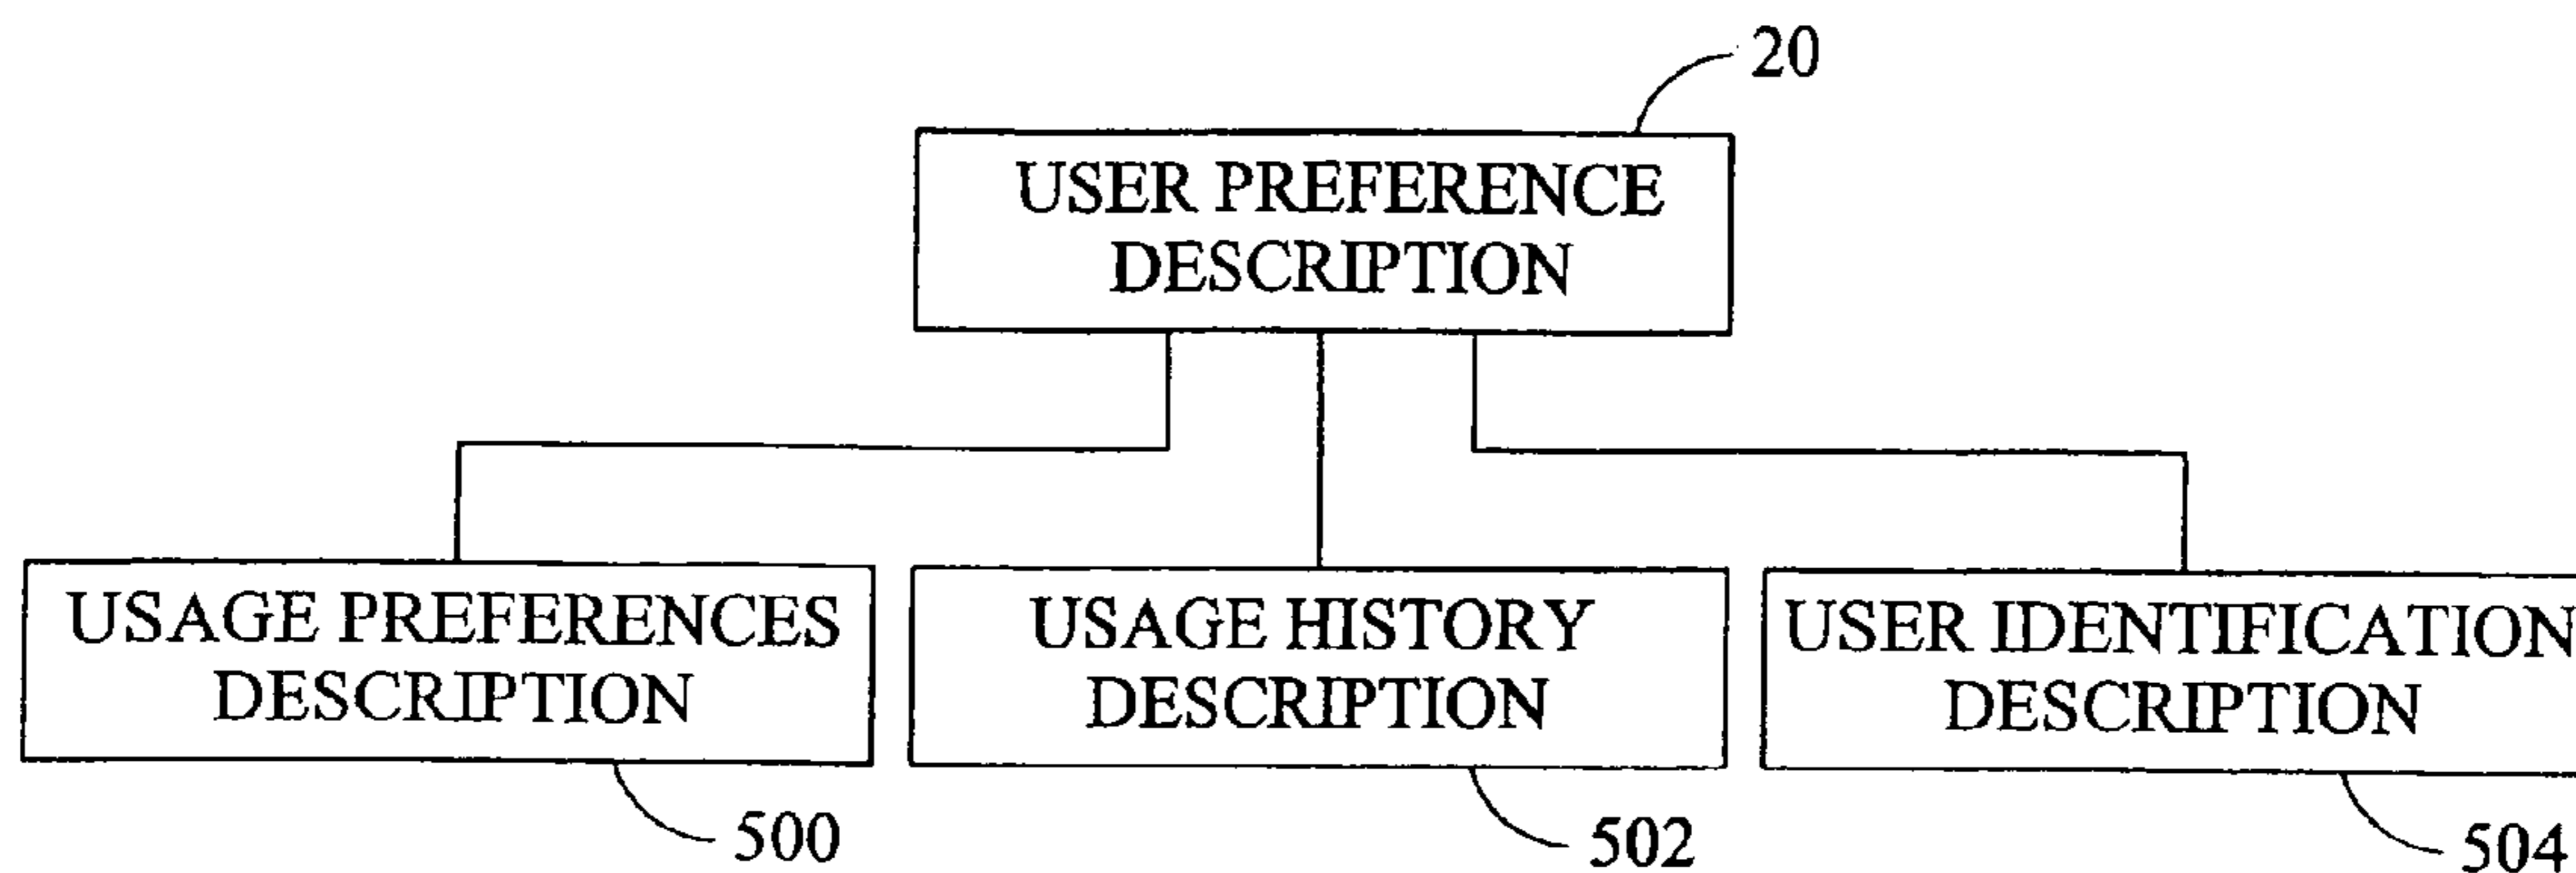 20
USER PREFERENCE
DESCRIPTION
USAGE PREFERENCES
DESCRIPTION
USAGE HISTORY
DESCRIPTION
USER IDENTIFICATION
DESCRIPTION
500
502
504